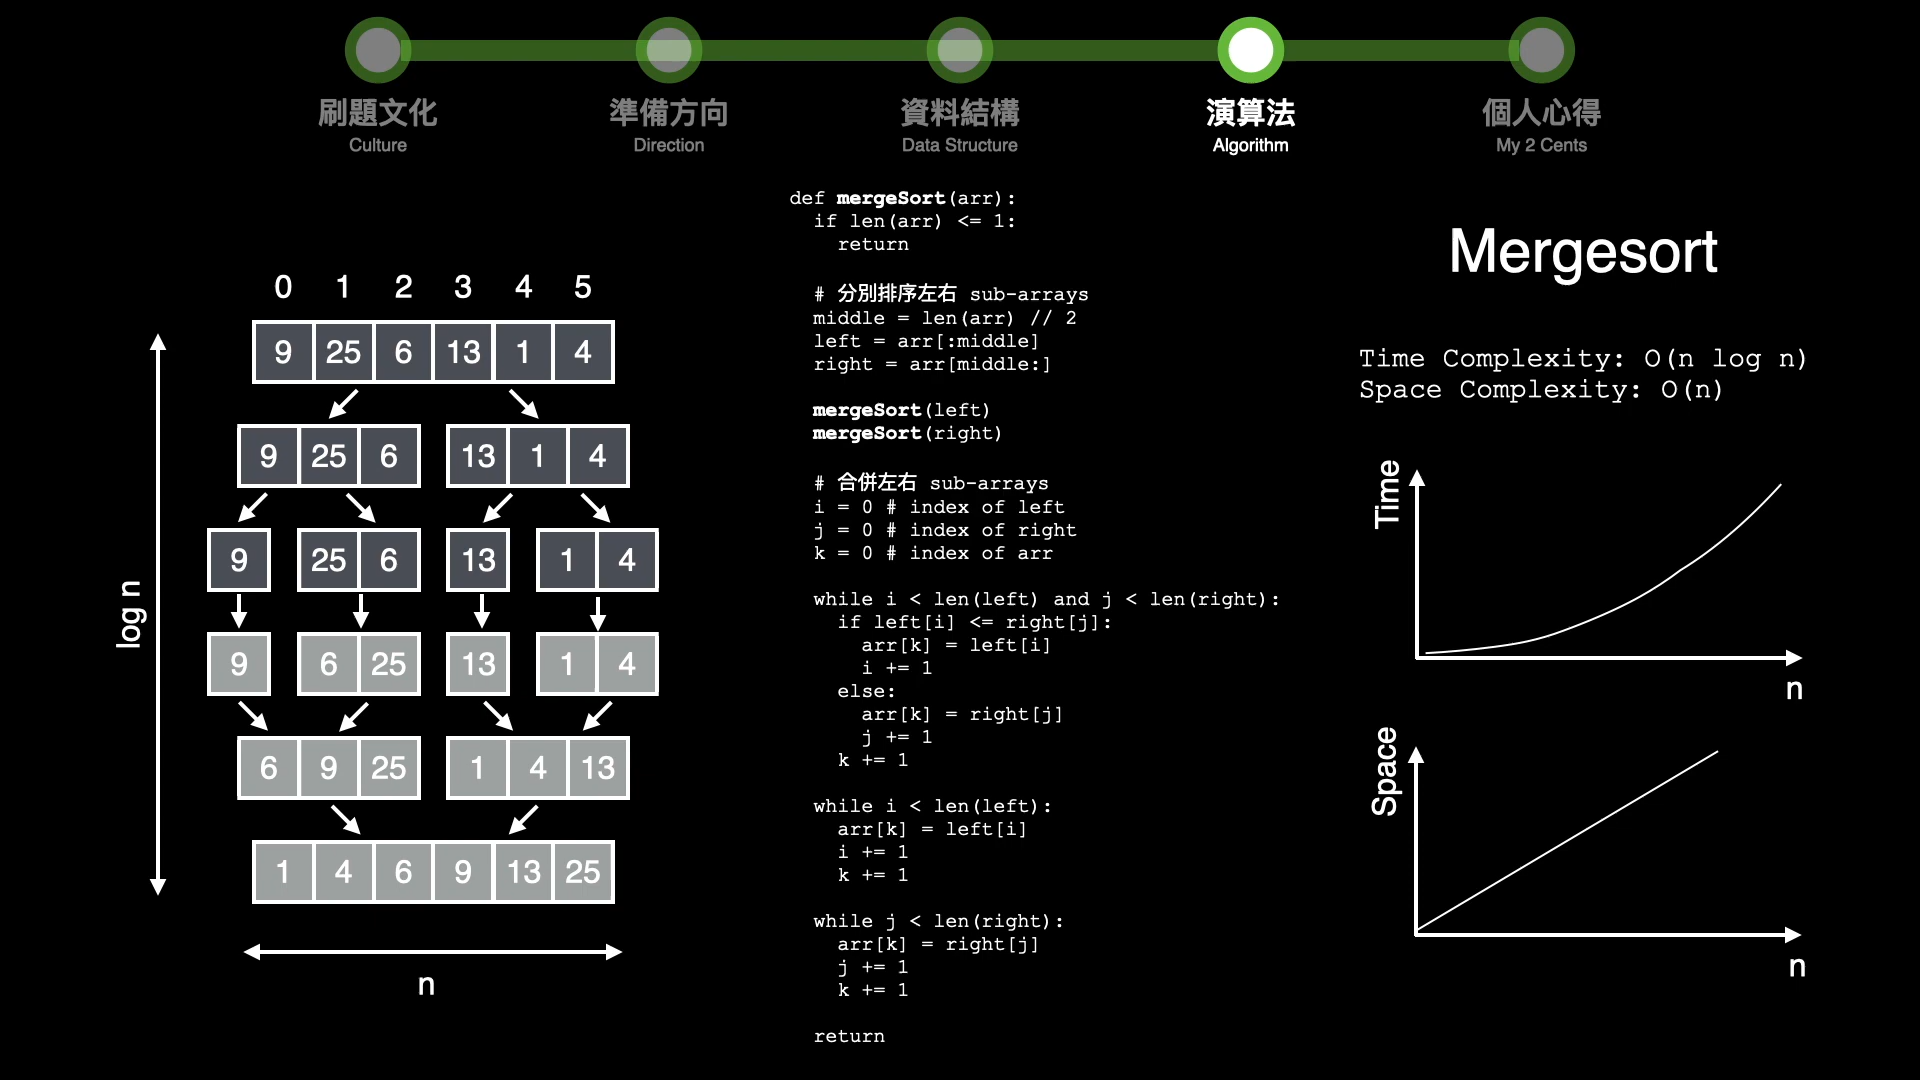 刷題文化
Culture
準備方向
Direction
資料結構
Data Structure
演算法
Algorithm
個人心得
My 2 Cents
0 1 2 3 4 5
9 25 6 13 1 4
9 25 6 13 1 4
9 25 6 13 1 4
9 6 25 13 1 4
6 9 25 1 4 13
1 4 6 9 13 25
log n
n
def mergeSort(arr):
  if len(arr) <= 1:
    return
  # 分別排序左右 sub-arrays
  middle = len(arr) // 2
  left = arr[:middle]
  right = arr[middle:]
  mergeSort(left)
  mergeSort(right)
  # 合併左右 sub-arrays
  i = 0 # index of left
  j = 0 # index of right
  k = 0 # index of arr
  while i < len(left) and j < len(right):
    if left[i] <= right[j]:
      arr[k] = left[i]
      i += 1
    else:
      arr[k] = right[j]
      j += 1
    k += 1
  while i < len(left):
    arr[k] = left[i]
    i += 1
    k += 1
  while j < len(right):
    arr[k] = right[j]
    j += 1
    k += 1
  return
Mergesort
Time Complexity: O(n log n)
Space Complexity: O(n)
Time
n
Space
n